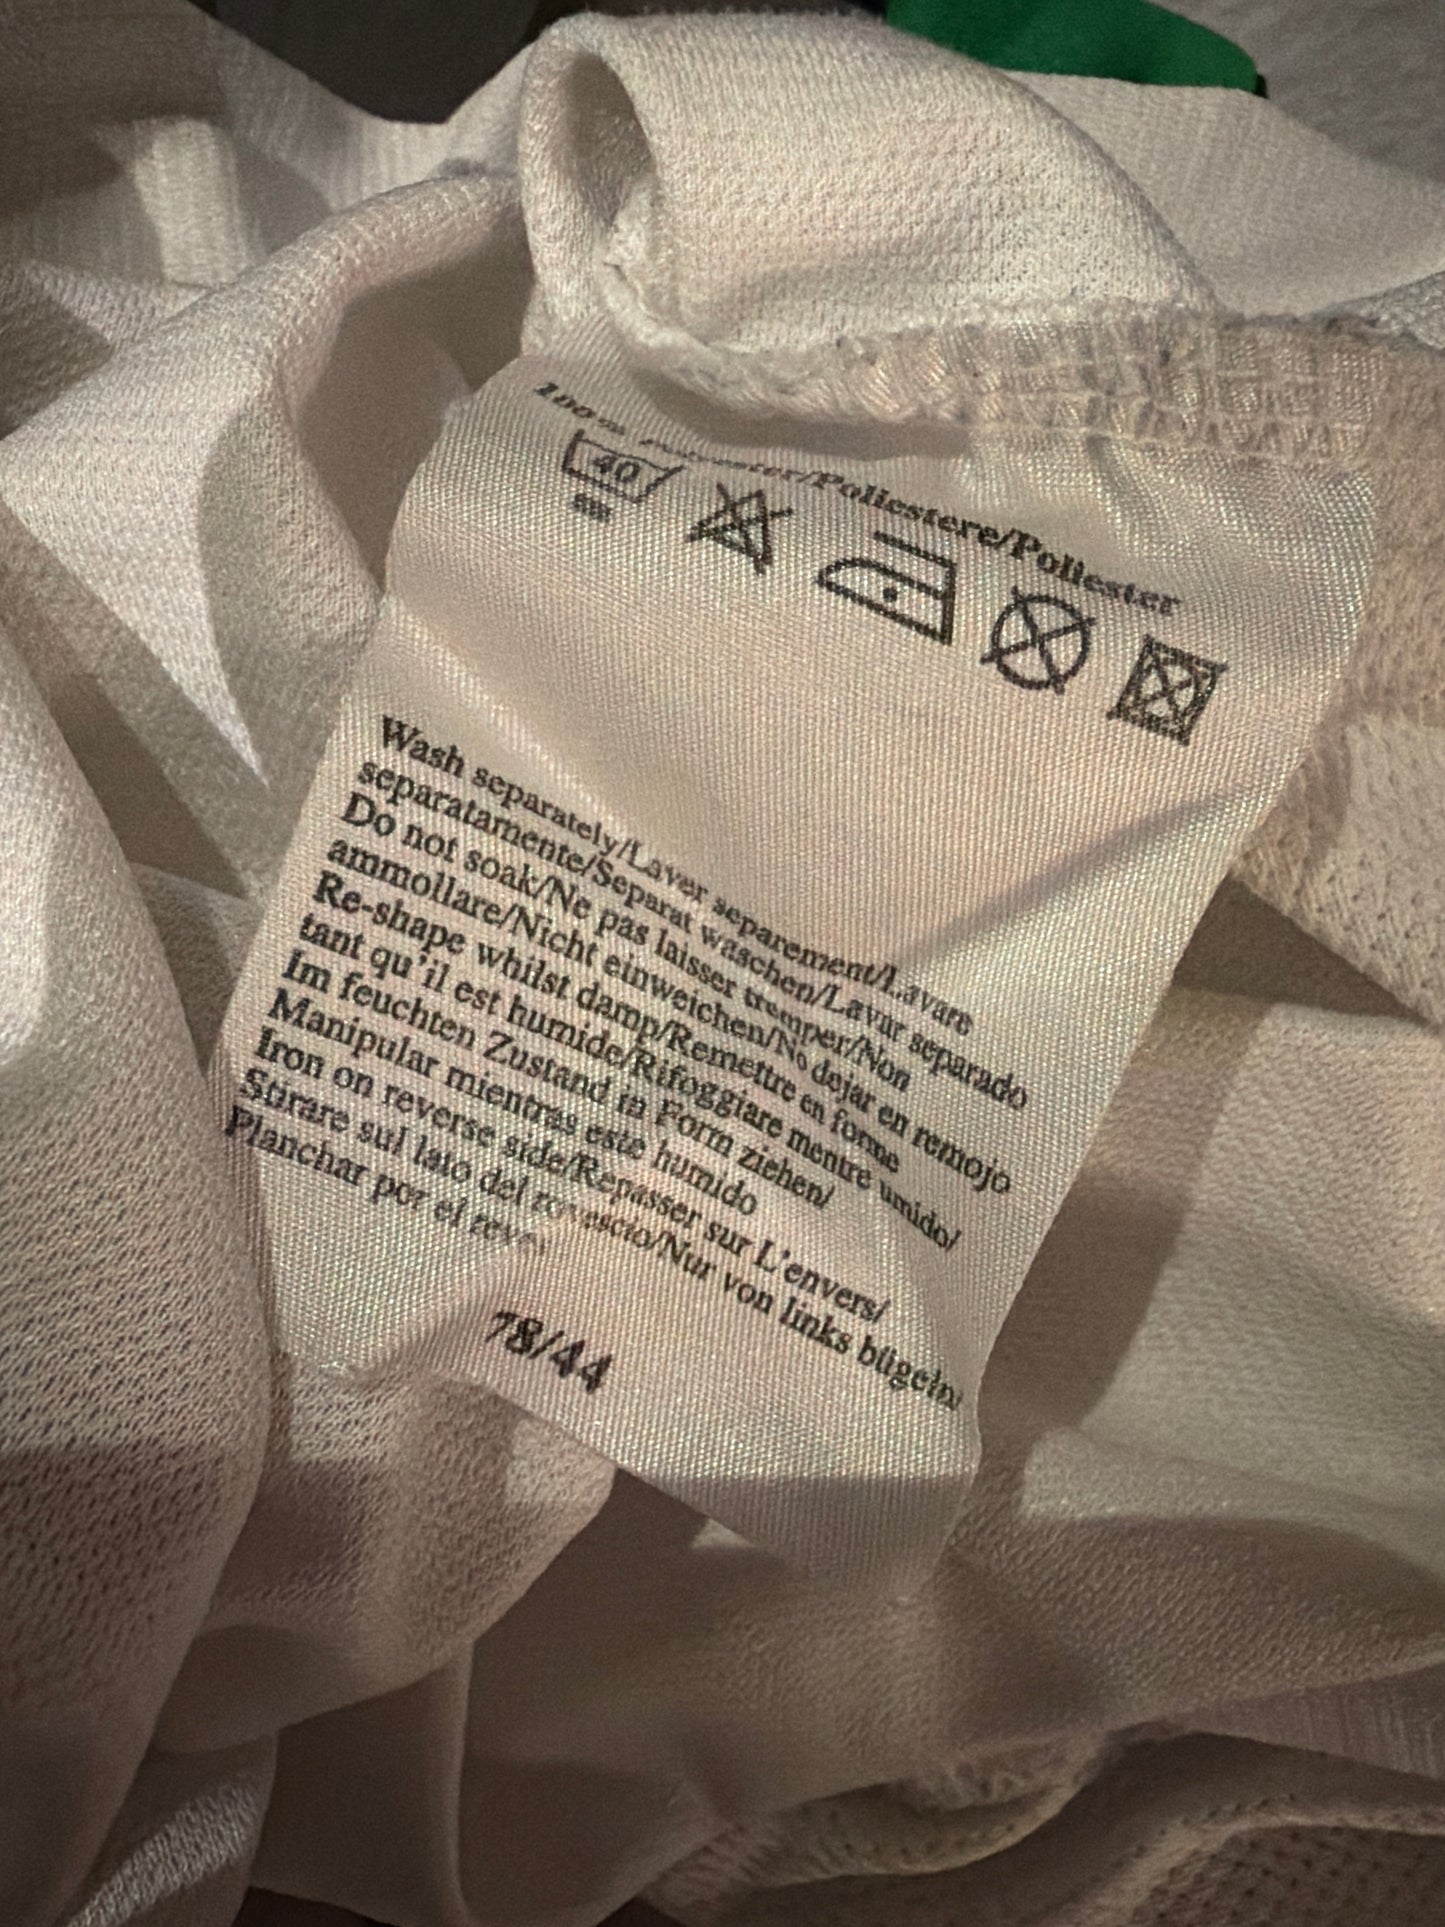 100% Polyester/Poliestere/Poliester
40
Wash separately/Laver separement/Lavare
separatamente/Separat waschen/Lavar separado
Do not soak/Ne pas laisser tremper/Non
ammollare/Nicht einweichen/No dejar en remojo
Re-shape whilst damp/Remettre en forme
tant qu'il est humide/Rifoggiare mentre umido/
Im feuchten Zustand in Form ziehen/
Manipular mientras este humido
Iron on reverse side/Repasser sur L'envers/
Stirare sul lato del rovescio/Nur von links bügeln/
Planchar por el
78/44